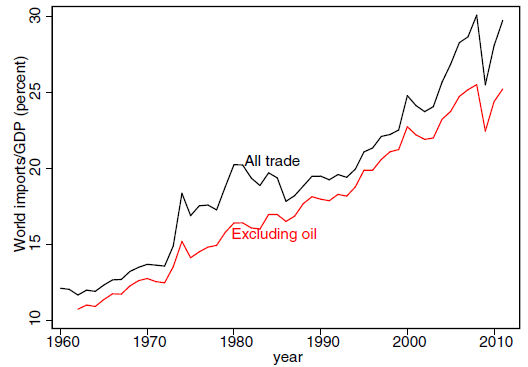 World imports/GDP (percent)
30
25
20
15
10
All trade
Excluding oil
1960 1970 1980 1990 2000 2010
year